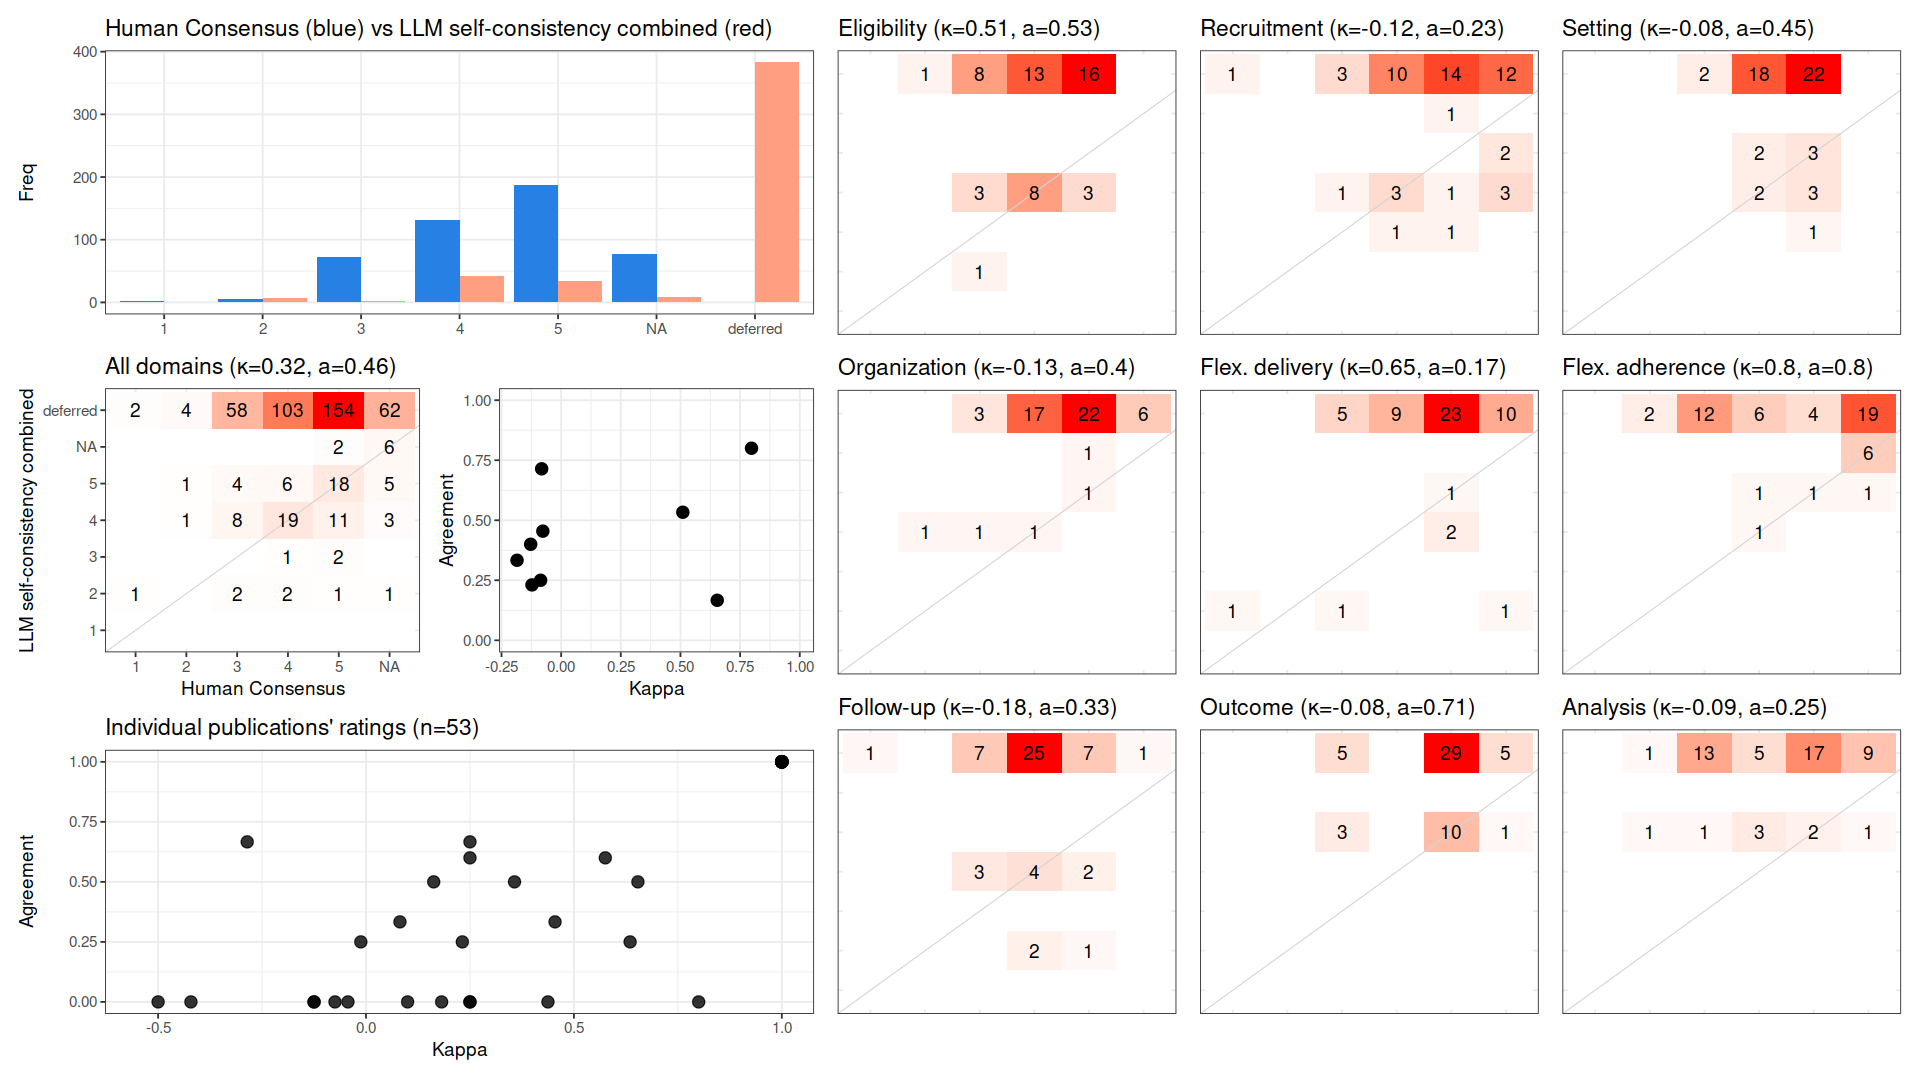 Human Consensus (blue) vs LLM self-consistency combined (red)
Freq
400
300
200
100
0
1 2 3 4 5 NA deferred
Eligibility (κ=0.51, a=0.53)
1 8 13 16
3 8 3
1
Recruitment (κ=-0.12, a=0.23)
1 3 10 14 12
1
2
1 3 1 3
1 1
Setting (κ=-0.08, a=0.45)
2 18 22
2 3
2 3
1
All domains (κ=0.32, a=0.46)
LLM self-consistency combined
deferred 2 4 58 103 154 62
NA 2 6
5 1 4 6 18 5
4 1 8 19 11 3
3 1 2
2 1 2 2 1 1
1
1 2 3 4 5 NA
Human Consensus
Agreement
1.00
0.75
0.50
0.25
0.00
-0.25 0.00 0.25 0.50 0.75 1.00
Kappa
Organization (κ=-0.13, a=0.4)
3 17 22 6
1
1
1 1 1
Flex. delivery (κ=0.65, a=0.17)
5 9 23 10
1
2
1 1 1
Flex. adherence (κ=0.8, a=0.8)
2 12 6 4 19
6
1 1 1
1
Individual publications' ratings (n=53)
Agreement
1.00
0.75
0.50
0.25
0.00
-0.5 0.0 0.5 1.0
Kappa
Follow-up (κ=-0.18, a=0.33)
1 7 25 7 1
3 4 2
2 1
Outcome (κ=-0.08, a=0.71)
5 29 5
3 10 1
Analysis (κ=-0.09, a=0.25)
1 13 5 17 9
1 1 3 2 1